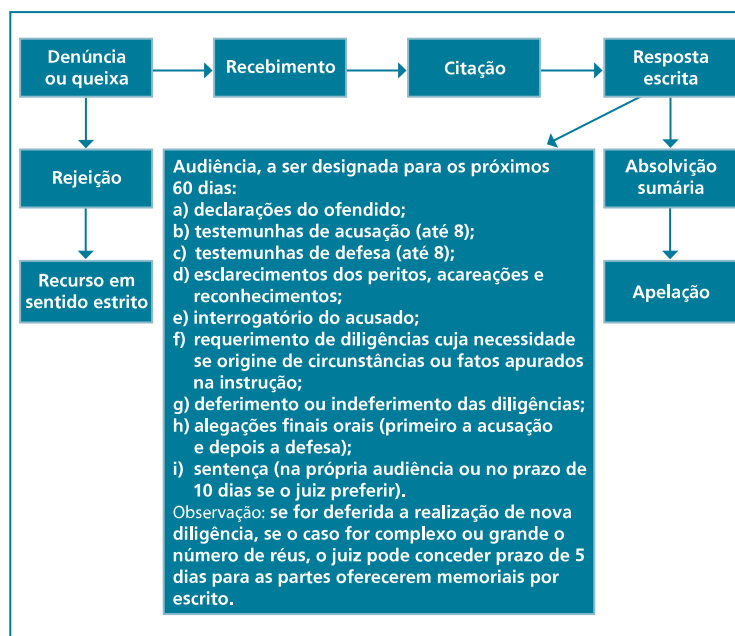 Denúncia
ou queixa
Recebimento
Citação
Resposta
escrita
Rejeição
Recurso em
sentido estrito
Audiência, a ser designada para os próximos
60 dias:
a) declarações do ofendido;
b) testemunhas de acusação (até 8);
c) testemunhas de defesa (até 8);
d) esclarecimentos dos peritos, acareações e
reconhecimentos;
e) interrogatório do acusado;
f) requerimento de diligências cuja necessidade
se origine de circunstâncias ou fatos apurados
na instrução;
g) deferimento ou indeferimento das diligências;
h) alegações finais orais (primeiro a acusação
e depois a defesa);
i) sentença (na própria audiência ou no prazo de
10 dias se o juiz preferir).
Observação: se for deferida a realização de nova
diligência, se o caso for complexo ou grande o
número de réus, o juiz pode conceder prazo de 5
dias para as partes oferecerem memoriais por
escrito.
Absolvição
sumária
Apelação